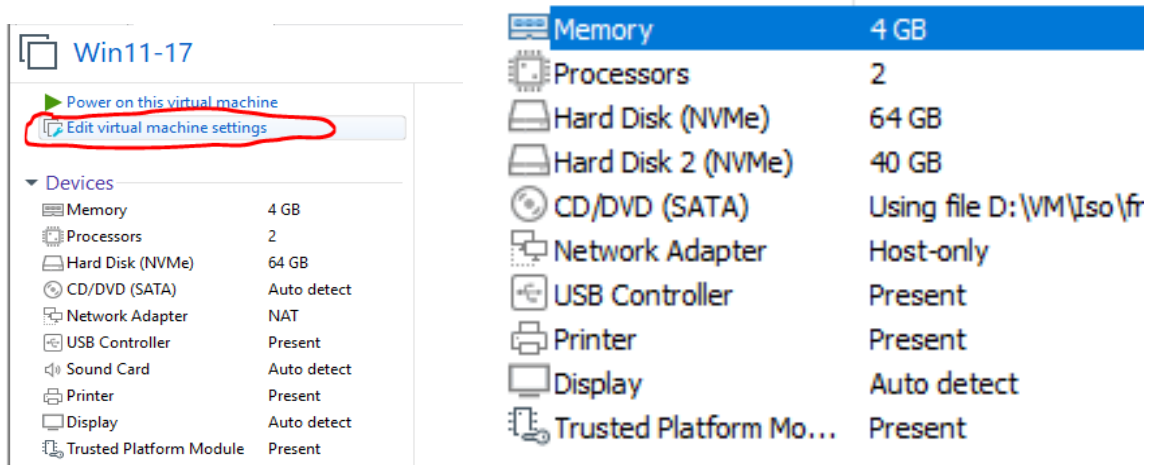 Win11-17
Power on this virtual machine
Edit virtual machine settings
Devices
Memory 4 GB
Processors 2
Hard Disk (NVMe) 64 GB
CD/DVD (SATA) Auto detect
Network Adapter NAT
USB Controller Present
Sound Card Auto detect
Printer Present
Display Auto detect
Trusted Platform Module Present
Memory 4 GB
Processors 2
Hard Disk (NVMe) 64 GB
Hard Disk 2 (NVMe) 40 GB
CD/DVD (SATA) Using file D:\VM\Iso\fr
Network Adapter Host-only
USB Controller Present
Printer Present
Display Auto detect
Trusted Platform Mo... Present